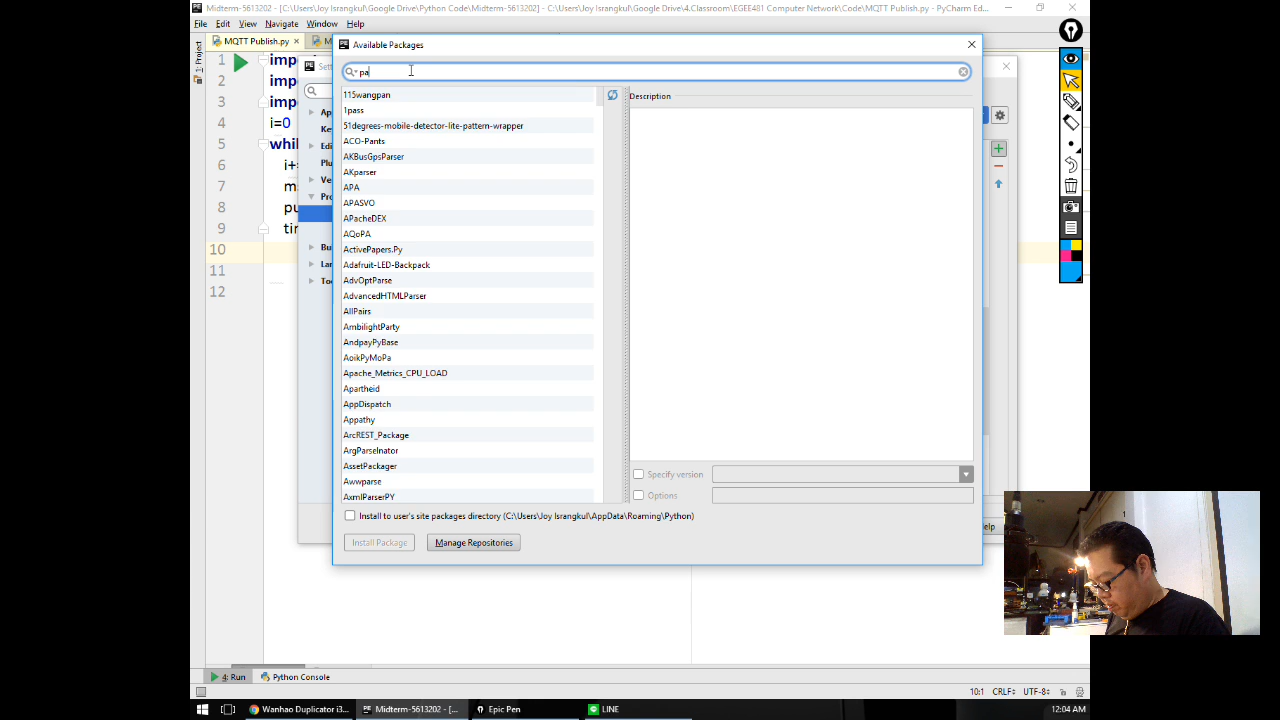 Midterm-5613202 - [C:\Users\Joy Israngkul\Google Drive\Python Code\Midterm-5613202] - [C:\Users\Joy Israngkul\Google Drive\4.Classroom\EGEE481 Computer Network\Code\MQTT Publish.py] - PyCharm Ed...
File Edit View Navigate Window Help
MQTT Publish.py
Available Packages
1: Project
1 impo
2 impo
3 impo
4 i=0
5 whil
6
7
8
9
10
11
12
pa
115wangpan
1pass
51degrees-mobile-detector-lite-pattern-wrapper
ACO-Pants
AKBusGpsParser
AKparser
APA
APASVO
APacheDEX
AQoPA
ActivePapers.Py
Adafruit-LED-Backpack
AdvOptParse
AdvancedHTMLParser
AllPairs
AmbilightParty
AndpayPyBase
AoikPyMoPa
Apache_Metrics_CPU_LOAD
Apartheid
AppDispatch
Appathy
ArcREST_Package
ArgParseInator
AssetPackager
Awwparse
AxmlParserPY
Description
Specify version
Options
Install to user's site packages directory (C:\Users\Joy Israngkul\AppData\Roaming\Python)
Install Package Manage Repositories
4: Run Python Console
10:1 CRLF÷ UTF-8÷
Wanhao Duplicator i3... Midterm-5613202 - [... Epic Pen LINE 12:04 AM